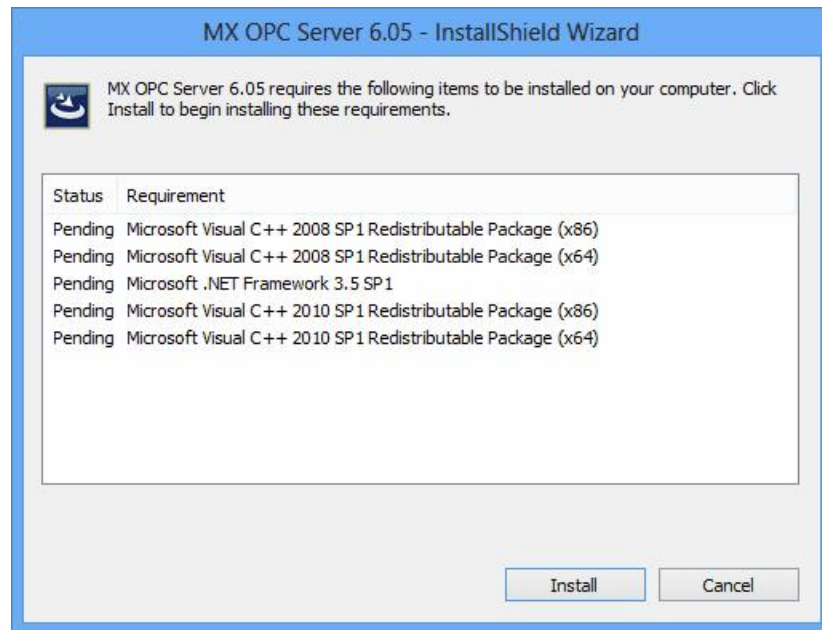 MX OPC Server 6.05 - InstallShield Wizard
MX OPC Server 6.05 requires the following items to be installed on your computer. Click
Install to begin installing these requirements.
Status Requirement
Pending Microsoft Visual C++ 2008 SP1 Redistributable Package (x86)
Pending Microsoft Visual C++ 2008 SP1 Redistributable Package (x64)
Pending Microsoft .NET Framework 3.5 SP1
Pending Microsoft Visual C++ 2010 SP1 Redistributable Package (x86)
Pending Microsoft Visual C++ 2010 SP1 Redistributable Package (x64)
Install Cancel